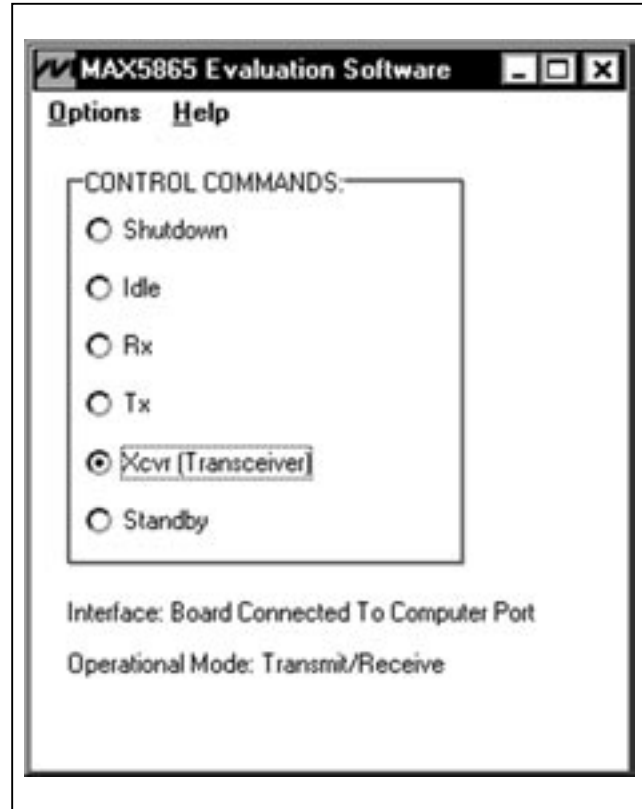 MAX5865 Evaluation Software
Options Help
CONTROL COMMANDS:
Shutdown
Idle
Rx
Tx
Xcvr (Transceiver)
Standby
Interface: Board Connected To Computer Port
Operational Mode: Transmit/Receive